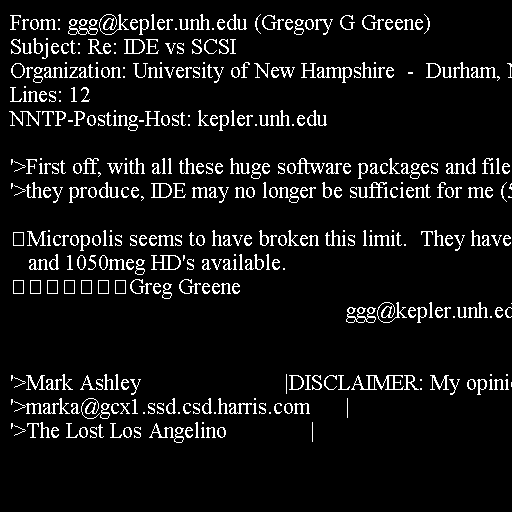 From: ggg@kepler.unh.edu (Gregory G Greene)
Subject: Re: IDE vs SCSI
Organization: University of New Hampshire  -  Durham,
Lines: 12
NNTP-Posting-Host: kepler.unh.edu

'>First off, with all these huge software packages and file
'>they produce, IDE may no longer be sufficient for me (5

Micropolis seems to have broken this limit.  They have
and 1050meg HD's available.
Greg Greene
ggg@kepler.unh.ed

'>Mark Ashley                          |DISCLAIMER: My opini
'>marka@gcx1.ssd.csd.harris.com      |
'>The Lost Los Angelino               |